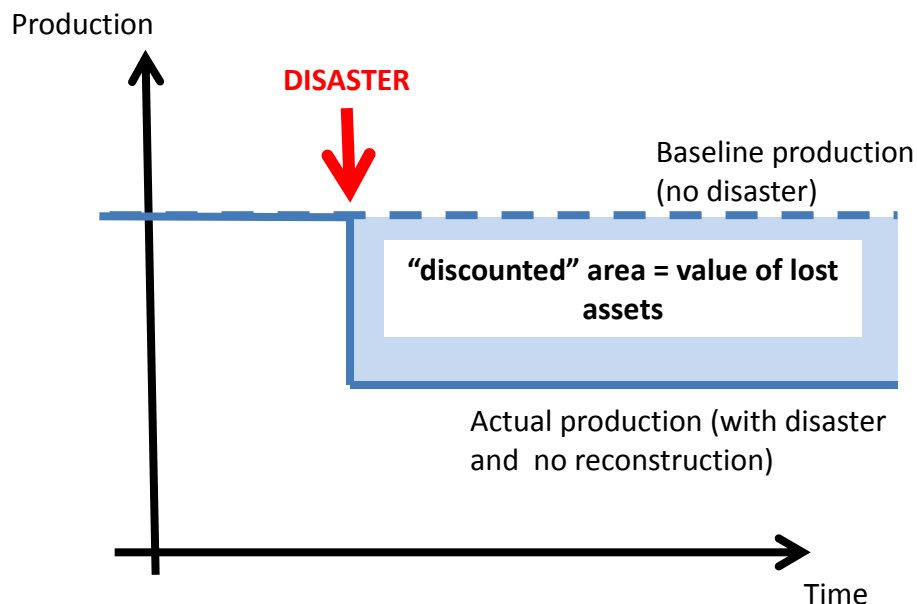 Production
DISASTER
Baseline production
(no disaster)
“discounted” area = value of lost
assets
Actual production (with disaster
and  no reconstruction)
Time